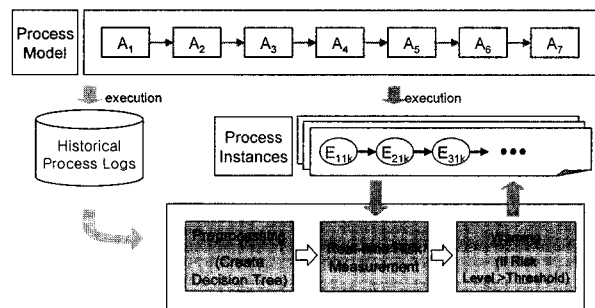 Process Model
A1
A2
A3
A4
A5
A6
A7
execution
execution
Historical Process Logs
Process Instances
E11k
E21k
E31k
•••
Preprocessing
(Create
Decision Tree)
Measurement
(If Risk
Level->Threshold)